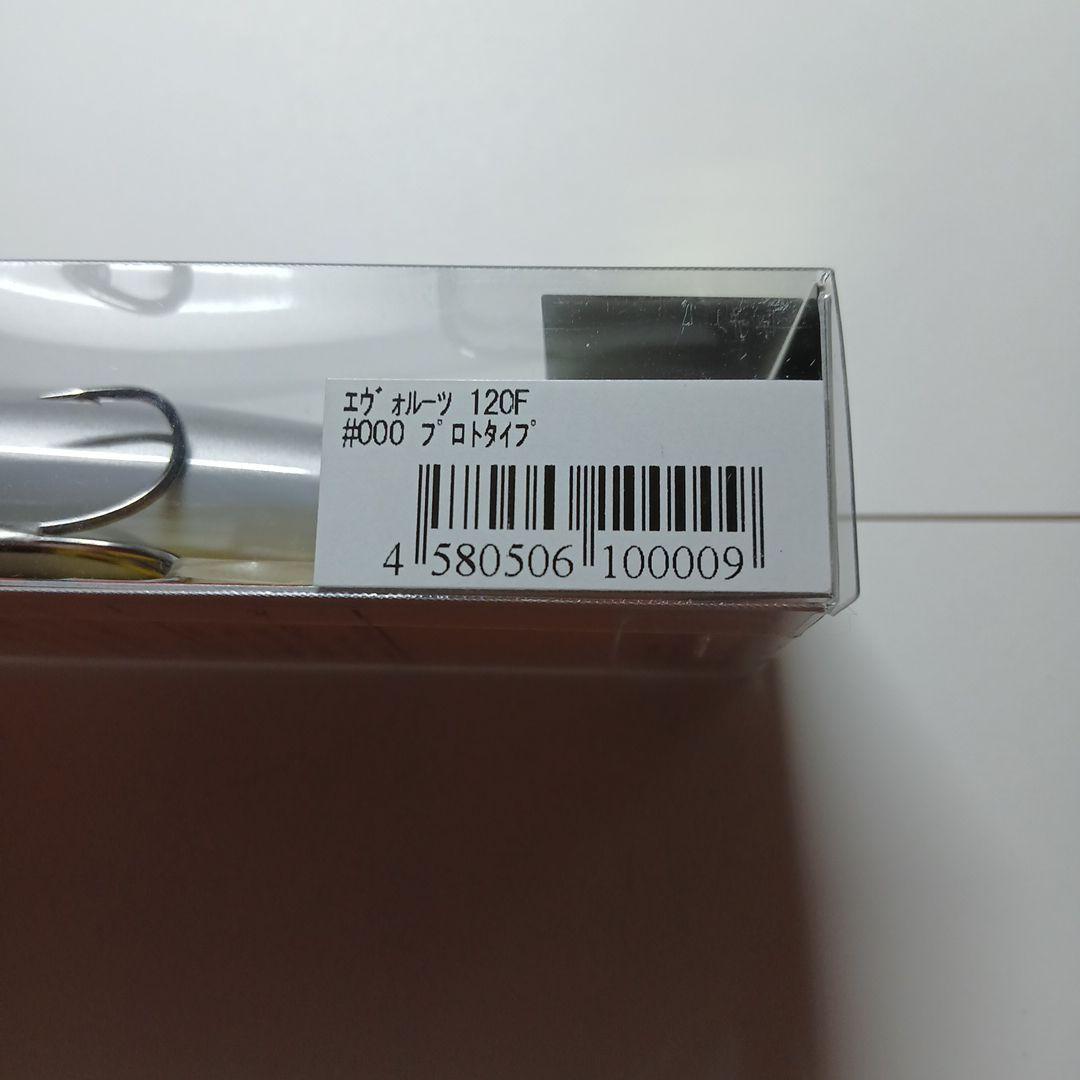 ｴｳﾞｫﾙｰﾂ 120F
#000 ﾌﾟﾛﾄﾀｲﾌﾟ
4 580506 100009